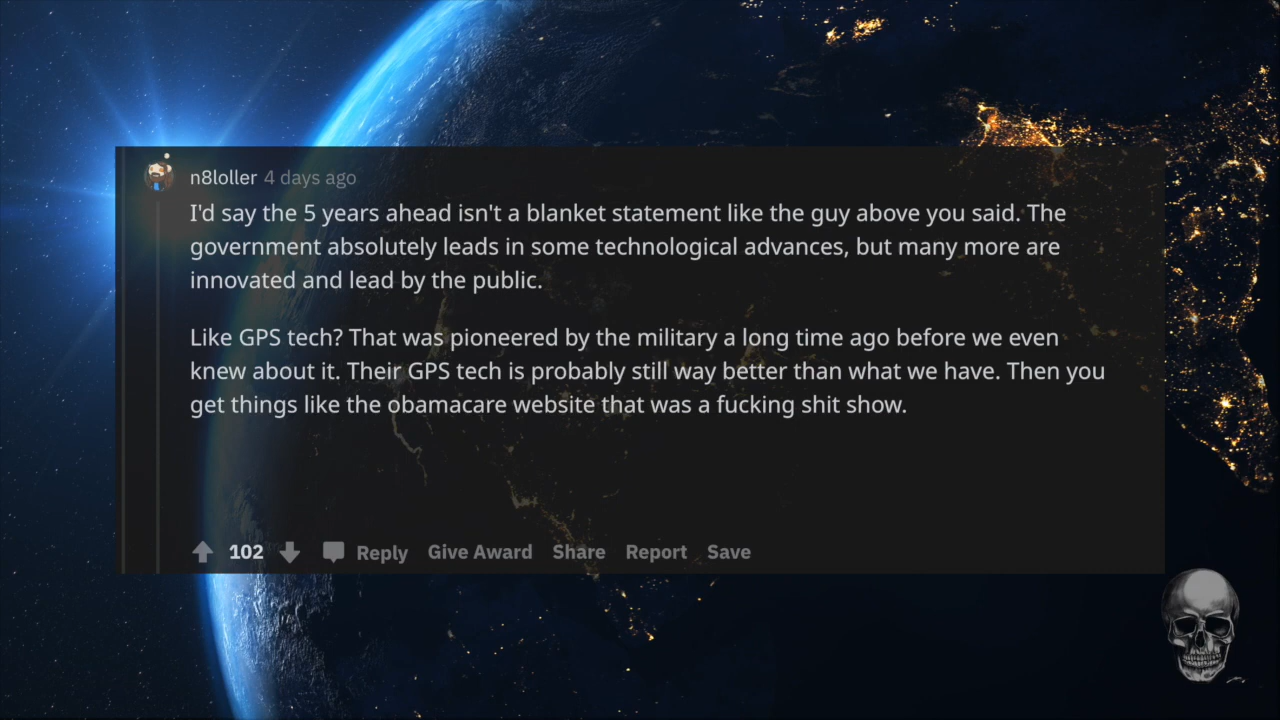 n8loller 4 days ago
I'd say the 5 years ahead isn't a blanket statement like the guy above you said. The
government absolutely leads in some technological advances, but many more are
innovated and lead by the public.
Like GPS tech? That was pioneered by the military a long time ago before we even
knew about it. Their GPS tech is probably still way better than what we have. Then you
get things like the obamacare website that was a fucking shit show.
102 Reply Give Award Share Report Save